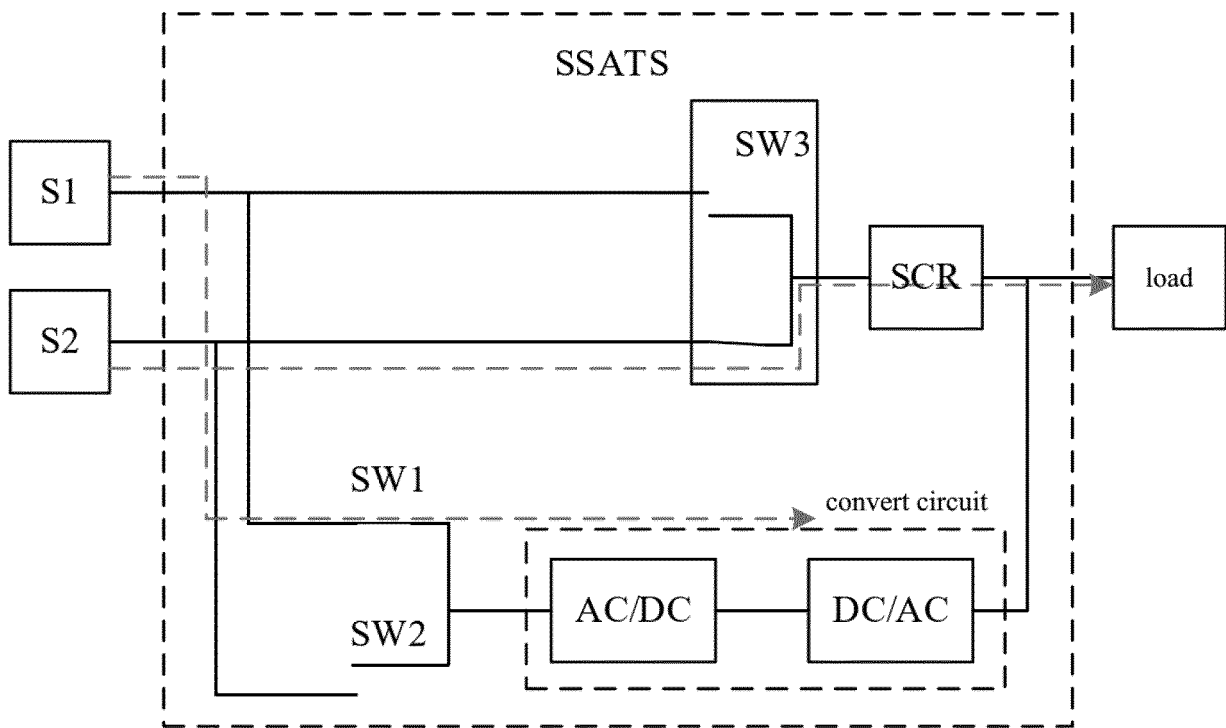 SSATS
SW3
S1
SCR
load
S2
SW1
convert circuit
AC/DC
DC/AC
SW2